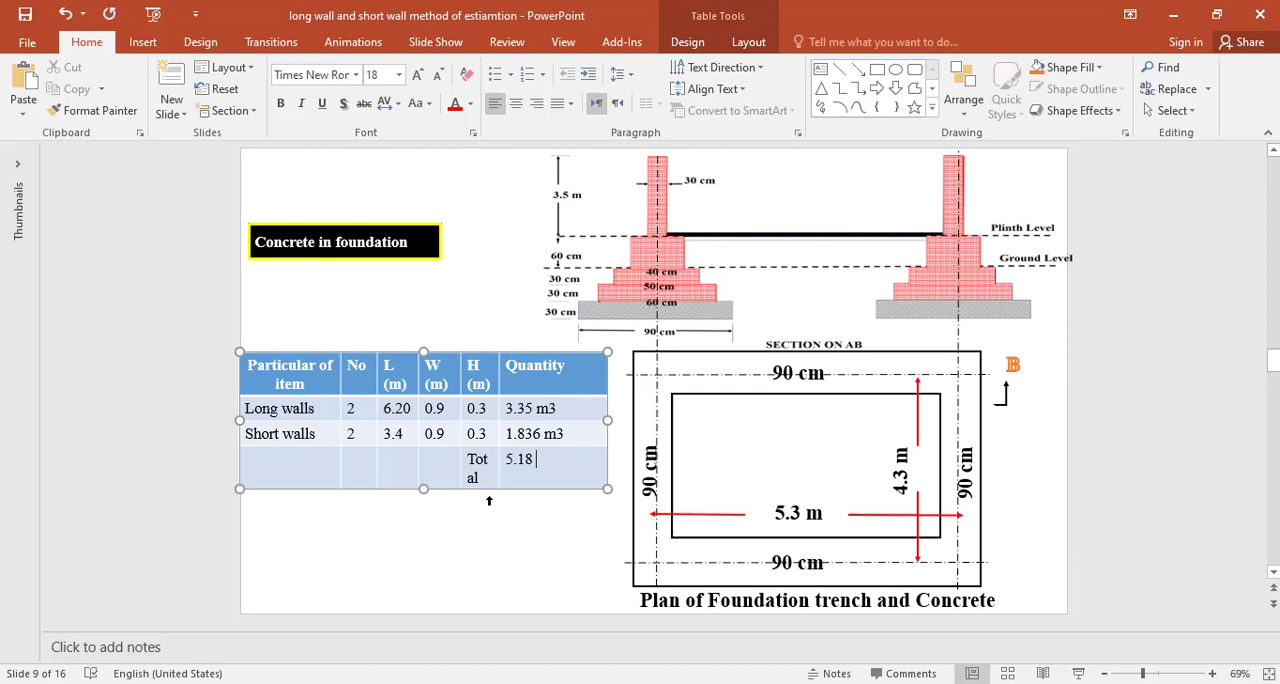 long wall and short wall method of estiamtion - PowerPoint
Table Tools
File
Home
Insert
Design
Transitions
Animations
Slide Show
Review
View
Add-Ins
Design
Layout
Tell me what you want to do...
Sign in
Share
Paste
Cut
Copy
Format Painter
Clipboard
New
Slide
Layout
Reset
Section
Slides
Times New Ror
18
B I U S abc AV Aa A
Font
Text Direction
Align Text
Convert to SmartArt
Paragraph
Arrange
Quick
Styles
Shape Fill
Shape Outline
Shape Effects
Drawing
Find
Replace
Select
Editing
Thumbnails
Concrete in foundation
30 cm
3.5 m
Plinth Level
60 cm
Ground Level
40 cm
30 cm
50 cm
30 cm
60 cm
30 cm
90 cm
SECTION ON AB
Particular of item No L (m) W (m) H (m) Quantity
Long walls 2 6.20 0.9 0.3 3.35 m3
Short walls 2 3.4 0.9 0.3 1.836 m3
Tot
al
5.18
90 cm
B
90 cm
4.3 m
90 cm
5.3 m
90 cm
Plan of Foundation trench and Concrete
Click to add notes
Slide 9 of 16
English (United States)
Notes
Comments
69%